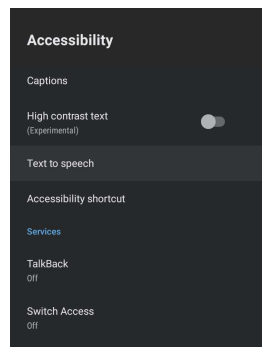 Accessibility
Captions
High contrast text
(Experimental)
Text to speech
Accessibility shortcut
Services
TalkBack
Off
Switch Access
Off